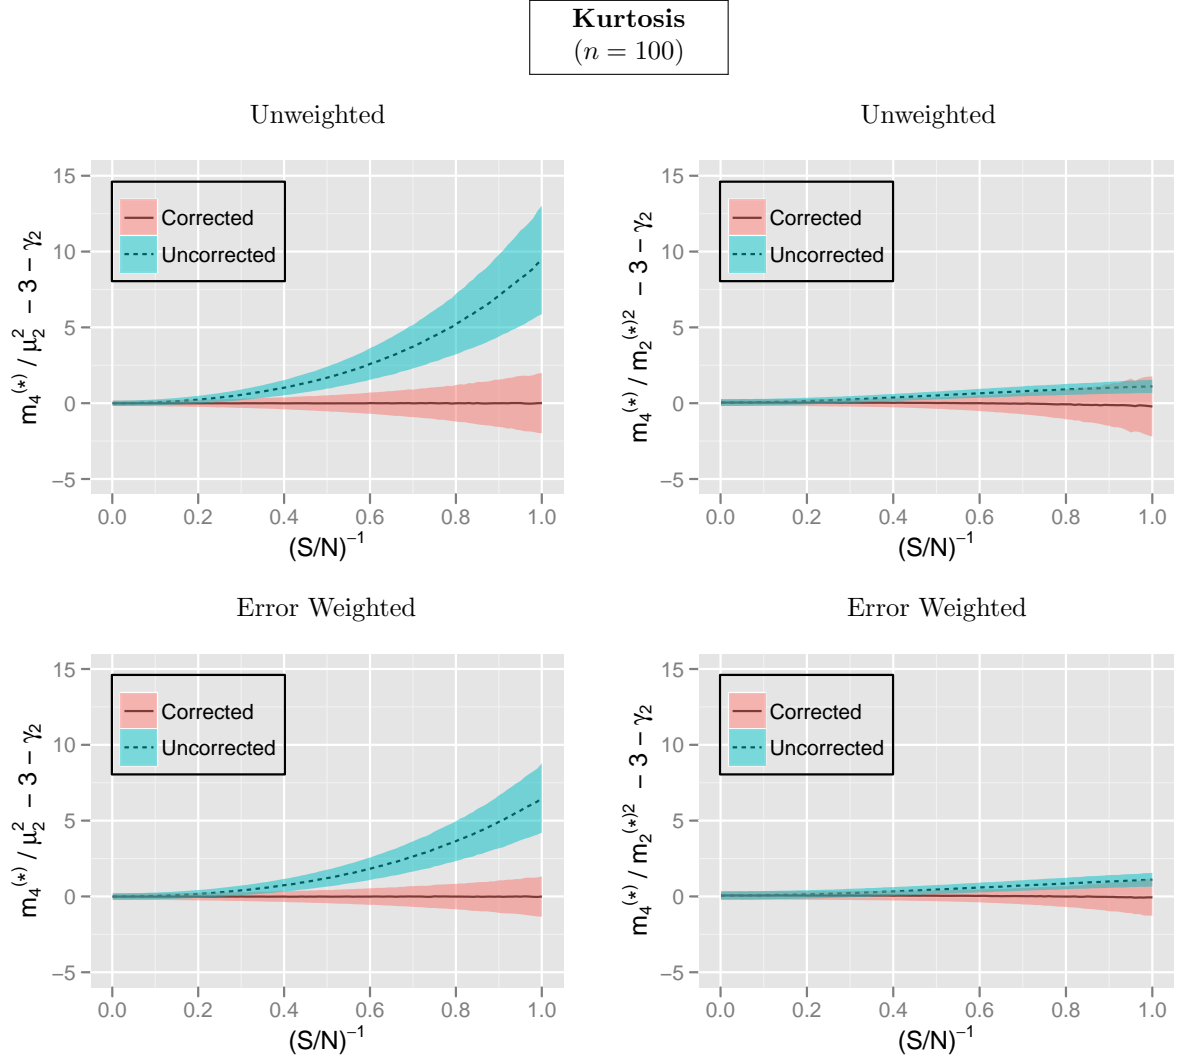 Kurtosis
(n = 100)
Unweighted
15
10
5
0
−5
0.0 0.2 0.4 0.6 0.8 1.0
(S/N)⁻¹
m₄⁽*⁾ / μ₂² − 3 − γ₂
Corrected
Uncorrected
Unweighted
15
10
5
0
−5
0.0 0.2 0.4 0.6 0.8 1.0
(S/N)⁻¹
m₄⁽*⁾ / m₂⁽*⁾² − 3 − γ₂
Corrected
Uncorrected
Error Weighted
15
10
5
0
−5
0.0 0.2 0.4 0.6 0.8 1.0
(S/N)⁻¹
m₄⁽*⁾ / μ₂² − 3 − γ₂
Corrected
Uncorrected
Error Weighted
15
10
5
0
−5
0.0 0.2 0.4 0.6 0.8 1.0
(S/N)⁻¹
m₄⁽*⁾ / m₂⁽*⁾² − 3 − γ₂
Corrected
Uncorrected